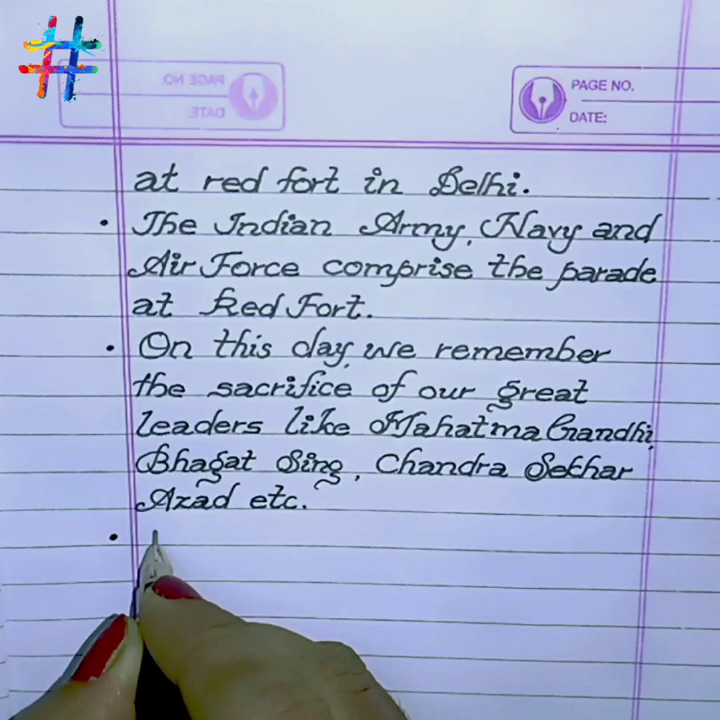 PAGE NO.
DATE:
at red fort in Delhi.
• The Indian Army, Navy and
Air Force comprise the parade
at Red Fort.
• On this day, we remember
the sacrifice of our great
leaders like Mahatma Gandhi,
Bhagat Sing, Chandra Sekhar
Azad etc.
•